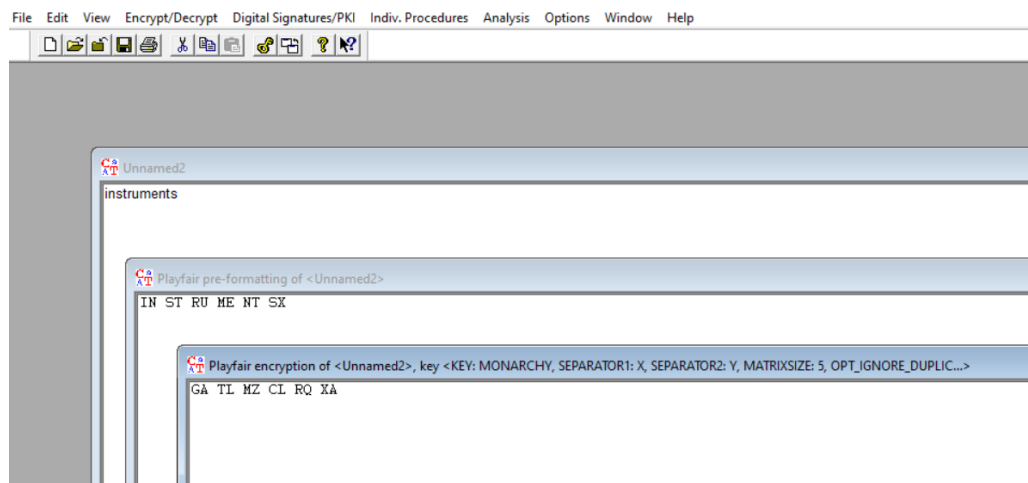 File Edit View Encrypt/Decrypt Digital Signatures/PKI Indiv. Procedures Analysis Options Window Help
Unnamed2
instruments
Playfair pre-formatting of <Unnamed2>
IN ST RU ME NT SX
Playfair encryption of <Unnamed2>, key <KEY: MONARCHY, SEPARATOR1: X, SEPARATOR2: Y, MATRIXSIZE: 5, OPT_IGNORE_DUPLIC...>
GA TL MZ CL RQ XA